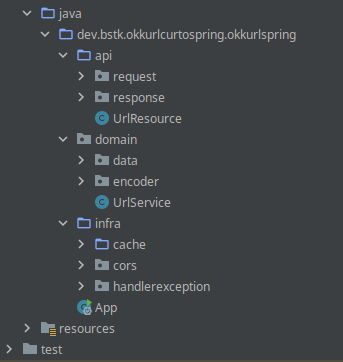 java
dev.bstk.okkurlcurtospring.okkurlspring
api
request
response
UrlResource
domain
data
encoder
UrlService
infra
cache
cors
handlerexception
App
resources
test